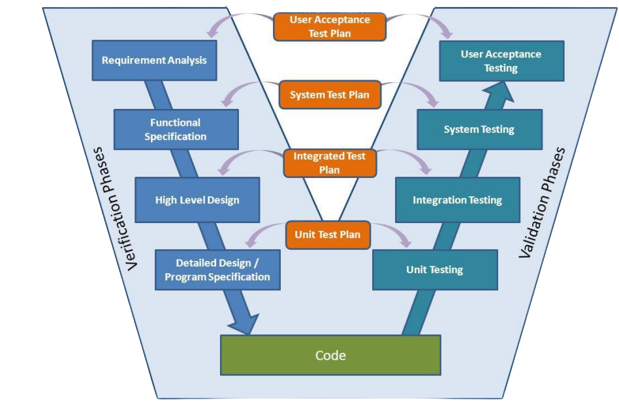 User Acceptance
Test Plan
Requirement Analysis
User Acceptance
Testing
System Test Plan
Functional
Specification
System Testing
Integrated Test
Plan
Verification Phases
Validation Phases
High Level Design
Integration Testing
Unit Test Plan
Detailed Design /
Program Specification
Unit Testing
Code